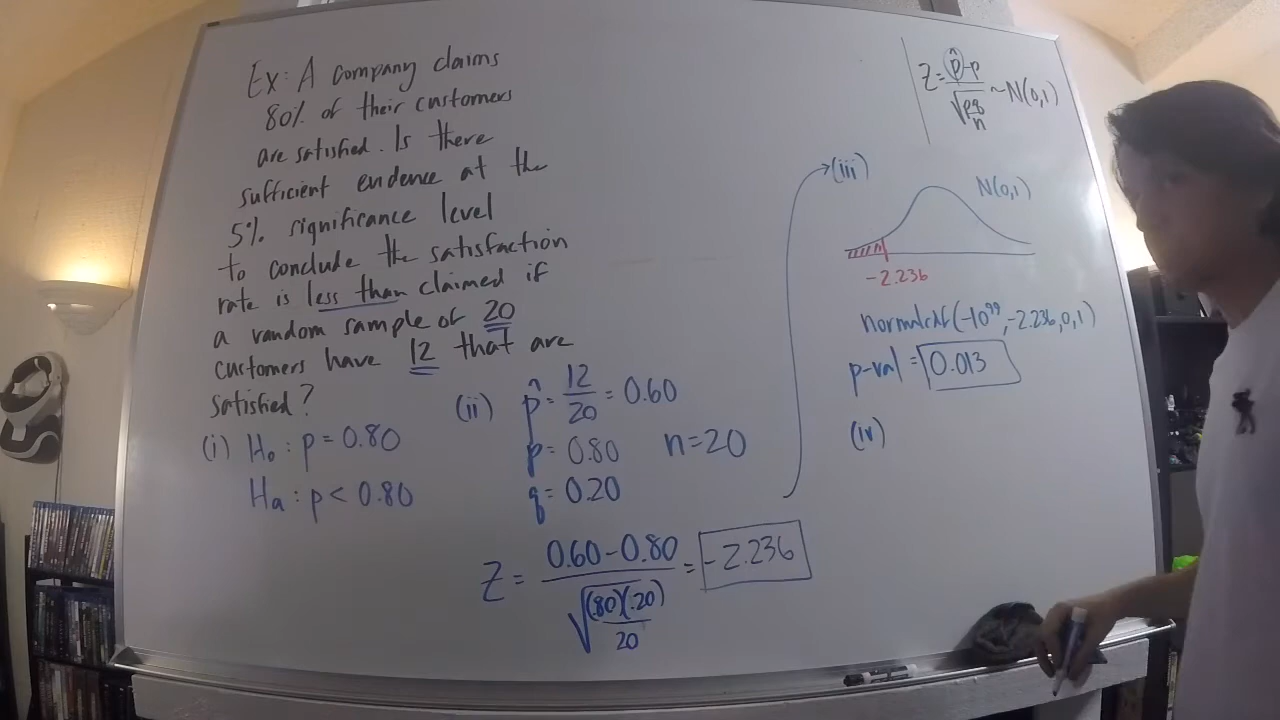 Ex: A company claims
80% of their customers
are satisfied. Is there
sufficient evidence at the
5% significance level
to conclude the satisfaction
rate is less than claimed if
a random sample of 20
customers have 12 that are
satisfied?
(i) H₀: p = 0.80
Hₐ: p < 0.80
(ii) p̂ = 12/20 = 0.60
p = 0.80 n=20
q = 0.20
Z = (0.60 - 0.80)/√((.80)(.20)/20) = -2.236
Z = (p̂ - p)/√(pq/n) ~ N(0,1)
(iii)
N(0,1)
-2.236
normalcdf(-10⁹⁹, -2.236, 0, 1)
p-val = 0.013
(iv)